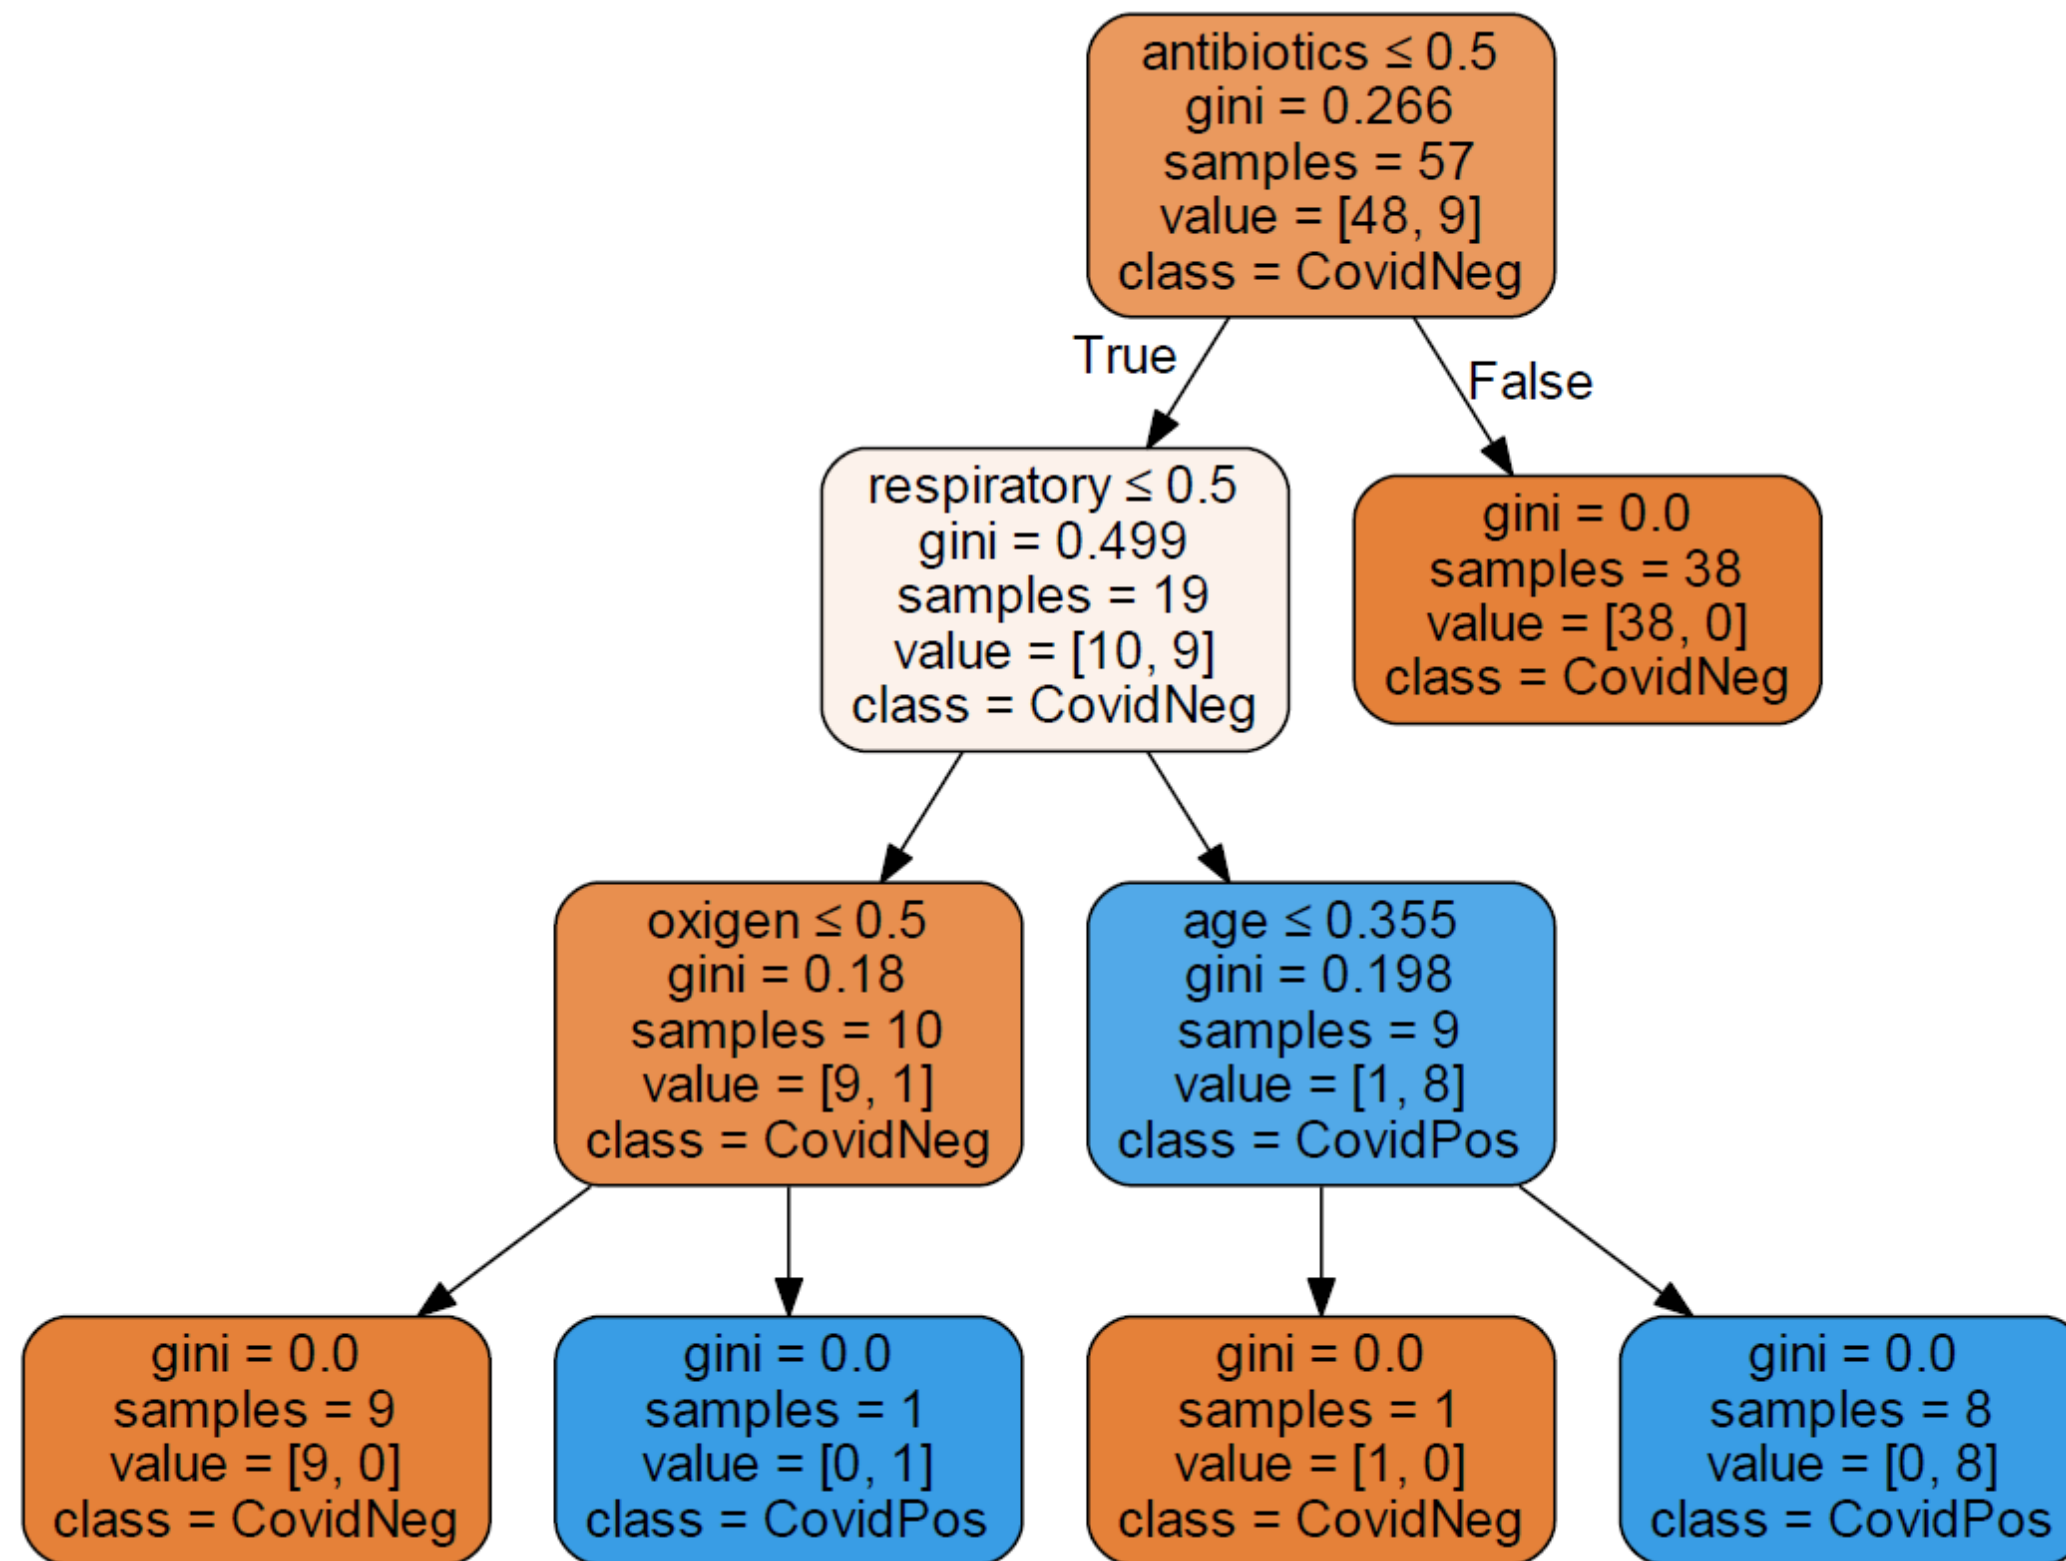 antibiotics ≤ 0.5
gini = 0.266
samples = 57
value = [48, 9]
class = CovidNeg
True
False
respiratory ≤ 0.5
gini = 0.499
samples = 19
value = [10, 9]
class = CovidNeg
gini = 0.0
samples = 38
value = [38, 0]
class = CovidNeg
oxigen ≤ 0.5
gini = 0.18
samples = 10
value = [9, 1]
class = CovidNeg
age ≤ 0.355
gini = 0.198
samples = 9
value = [1, 8]
class = CovidPos
gini = 0.0
samples = 9
value = [9, 0]
class = CovidNeg
gini = 0.0
samples = 1
value = [0, 1]
class = CovidPos
gini = 0.0
samples = 1
value = [1, 0]
class = CovidNeg
gini = 0.0
samples = 8
value = [0, 8]
class = CovidPos